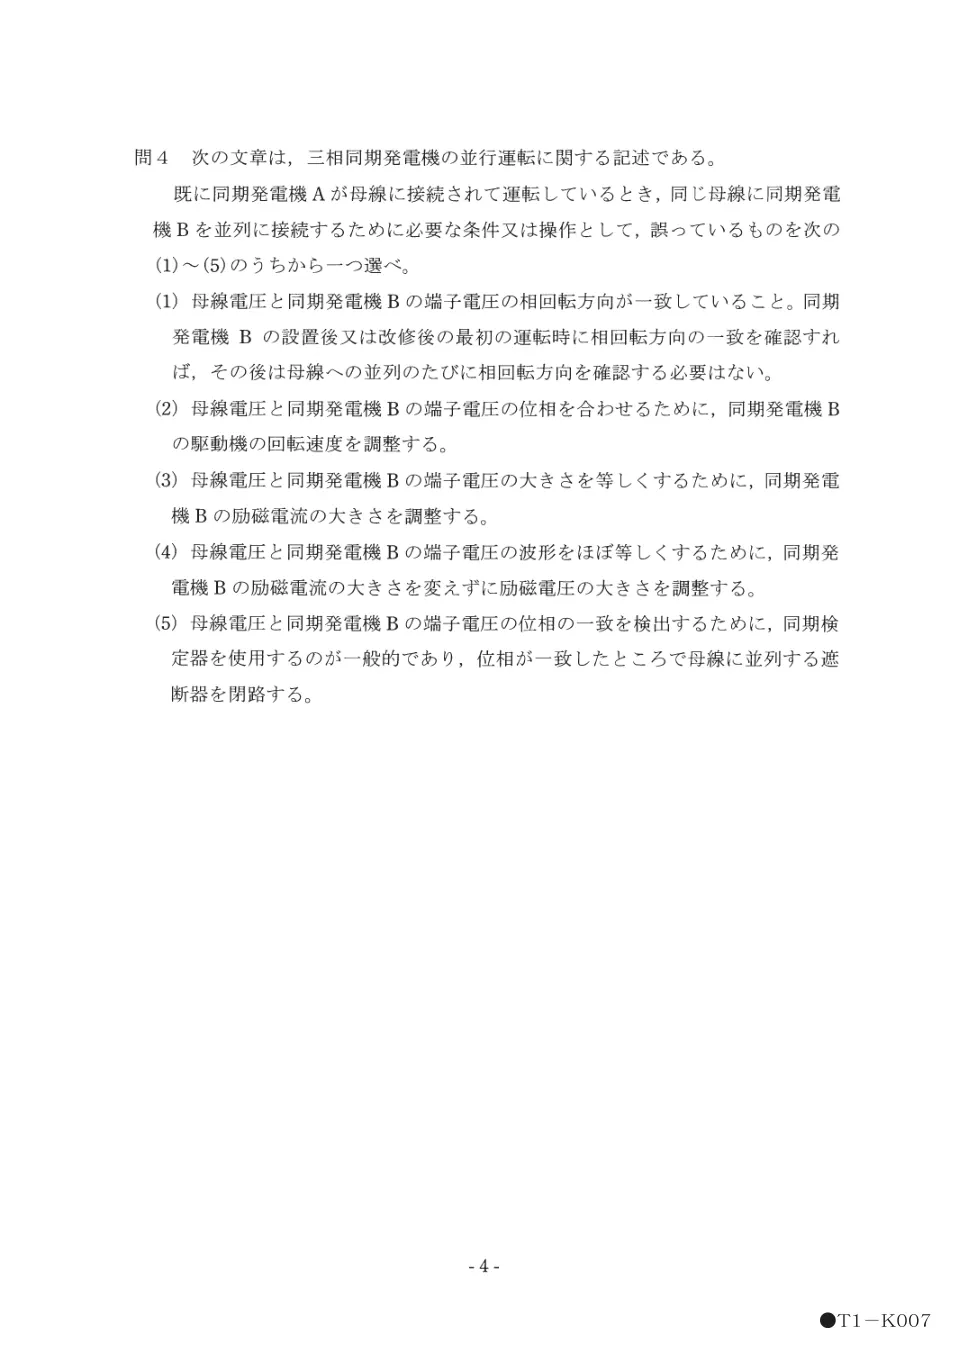 問４　次の文章は，三相同期発電機の並行運転に関する記述である。
既に同期発電機 A が母線に接続されて運転しているとき，同じ母線に同期発電
機 B を並列に接続するために必要な条件又は操作として，誤っているものを次の
(1)～(5)のうちから一つ選べ。
(1) 母線電圧と同期発電機 B の端子電圧の相回転方向が一致していること。同期
発電機 B の設置後又は改修後の最初の運転時に相回転方向の一致を確認すれ
ば，その後は母線への並列のたびに相回転方向を確認する必要はない。
(2) 母線電圧と同期発電機 B の端子電圧の位相を合わせるために，同期発電機 B
の駆動機の回転速度を調整する。
(3) 母線電圧と同期発電機 B の端子電圧の大きさを等しくするために，同期発電
機 B の励磁電流の大きさを調整する。
(4) 母線電圧と同期発電機 B の端子電圧の波形をほぼ等しくするために，同期発
電機 B の励磁電流の大きさを変えずに励磁電圧の大きさを調整する。
(5) 母線電圧と同期発電機 B の端子電圧の位相の一致を検出するために，同期検
定器を使用するのが一般的であり，位相が一致したところで母線に並列する遮
断器を閉路する。
- 4 -
●T1－K007